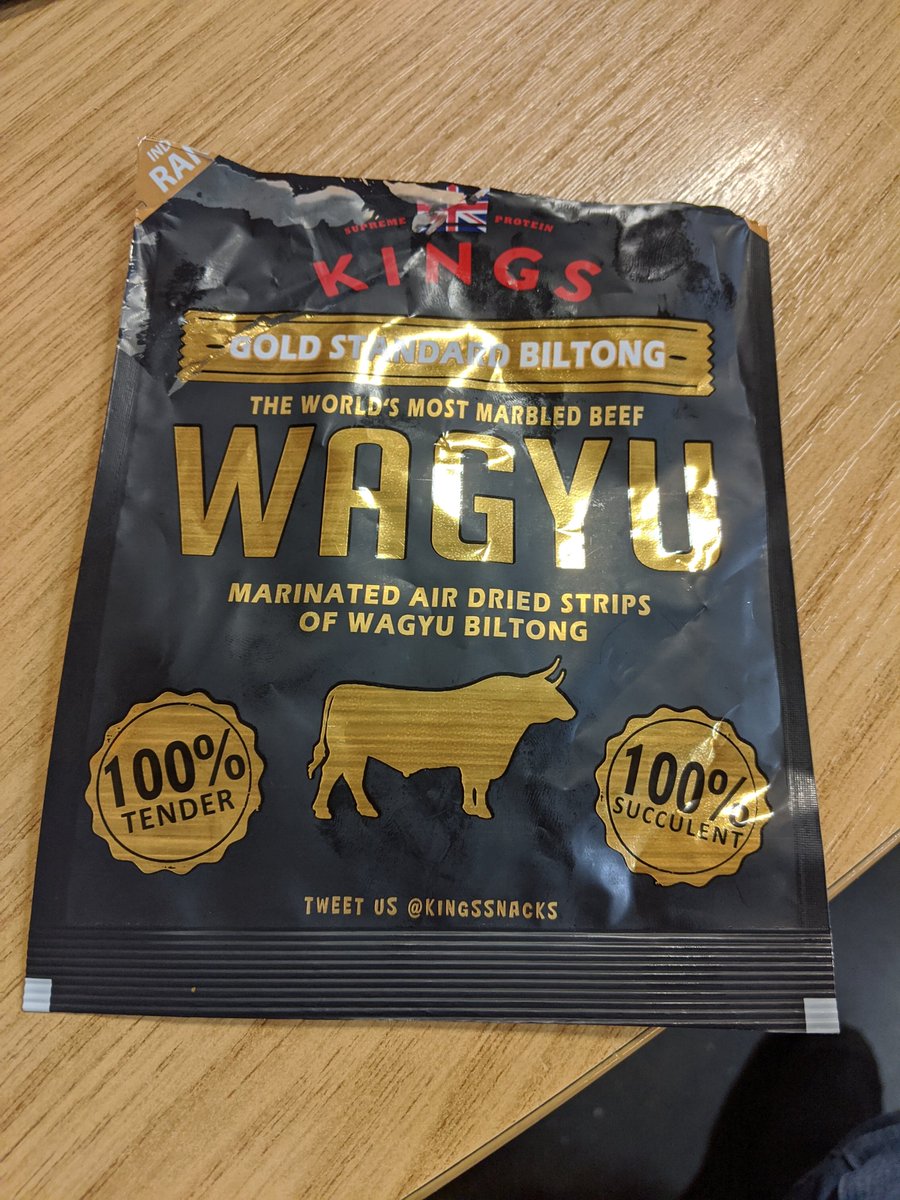 SUPREME PROTEIN
KINGS
GOLD STANDARD BILTONG
THE WORLD'S MOST MARBLED BEEF
WAGYU
MARINATED AIR DRIED STRIPS
OF WAGYU BILTONG
100%
TENDER
100%
SUCCULENT
TWEET US @KINGSSNACKS